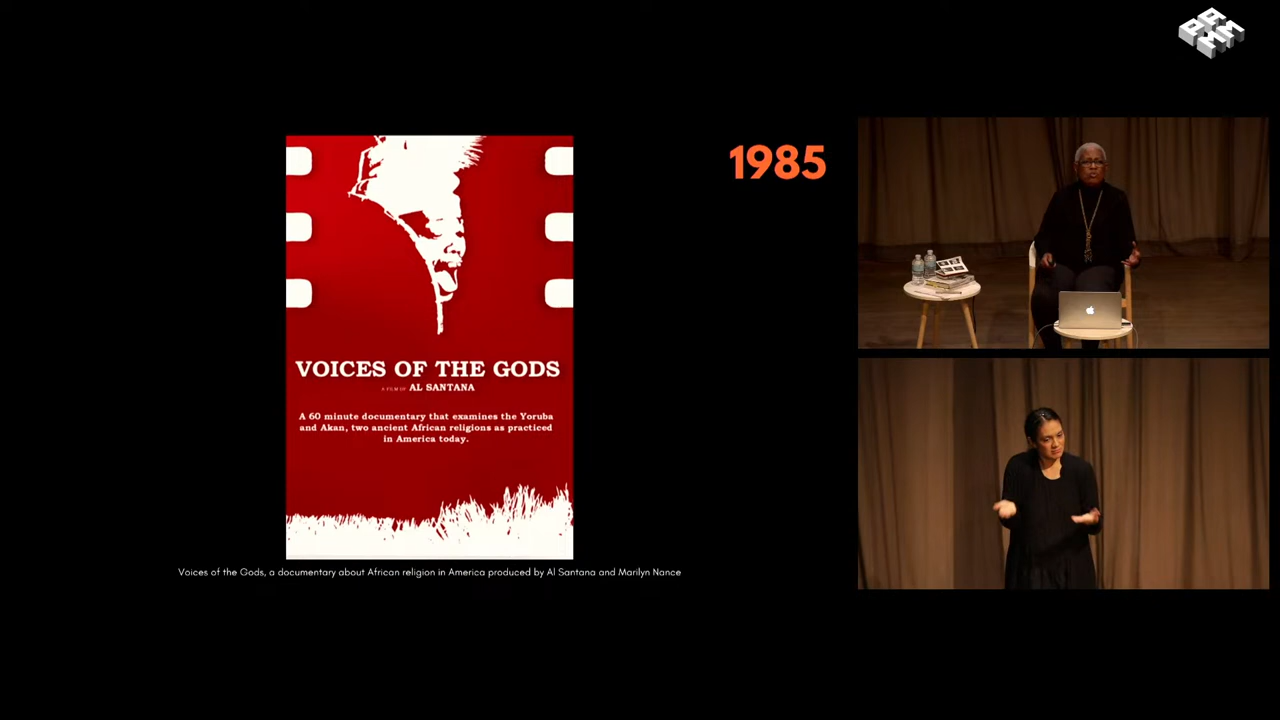 PAMM
1985
VOICES OF THE GODS
A FILM OF AL SANTANA
A 60 minute documentary that examines the Yoruba
and Akan, two ancient African religions as practiced
in America today.
Voices of the Gods, a documentary about African religion in America produced by Al Santana and Marilyn Nance